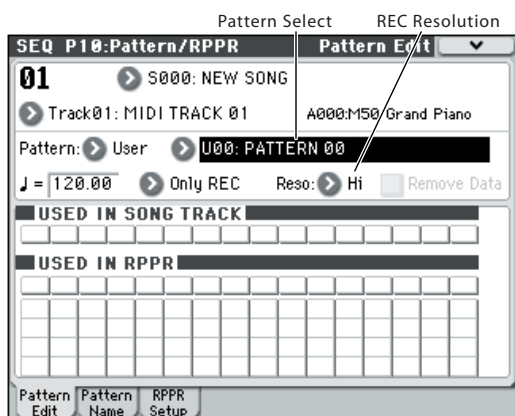 Pattern Select REC Resolution
SEQ P10:Pattern/RPPR Pattern Edit
01 S000: NEW SONG
Track01: MIDI TRACK 01 A000:M50 Grand Piano
Pattern: User U00: PATTERN 00
♩ = 120.00 Only REC Reso: Hi Remove Data
USED IN SONG TRACK
USED IN RPPR
Pattern Edit Pattern Name RPPR Setup